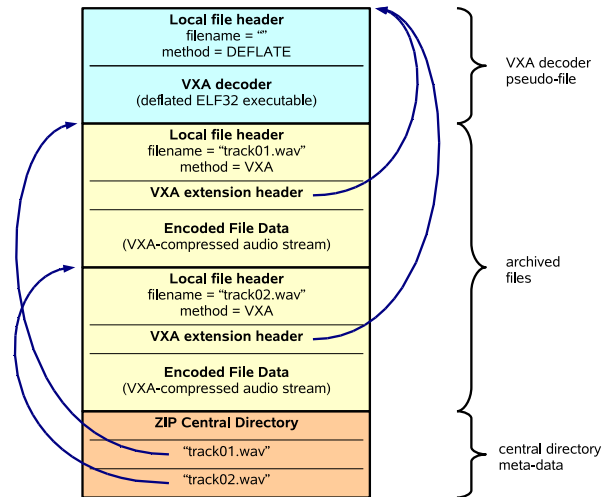 Local file header
filename = “”
method = DEFLATE
VXA decoder
(deflated ELF32 executable)
VXA decoder
pseudo-file
Local file header
filename = “track01.wav”
method = VXA
VXA extension header
Encoded File Data
(VXA-compressed audio stream)
Local file header
filename = “track02.wav”
method = VXA
VXA extension header
Encoded File Data
(VXA-compressed audio stream)
archived
files
ZIP Central Directory
“track01.wav”
“track02.wav”
central directory
meta-data